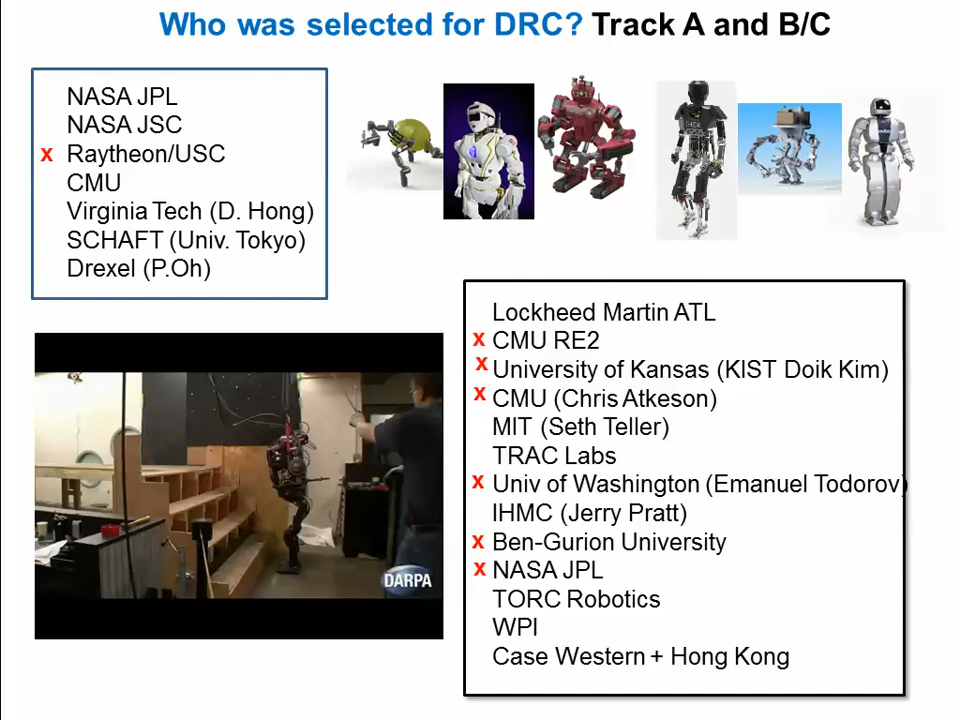 Who was selected for DRC? Track A and B/C
NASA JPL
NASA JSC
x Raytheon/USC
CMU
Virginia Tech (D. Hong)
SCHAFT (Univ. Tokyo)
Drexel (P.Oh)
Lockheed Martin ATL
x CMU RE2
x University of Kansas (KIST Doik Kim)
x CMU (Chris Atkeson)
MIT (Seth Teller)
TRAC Labs
x Univ of Washington (Emanuel Todorov)
IHMC (Jerry Pratt)
x Ben-Gurion University
x NASA JPL
TORC Robotics
WPI
Case Western + Hong Kong
DARPA